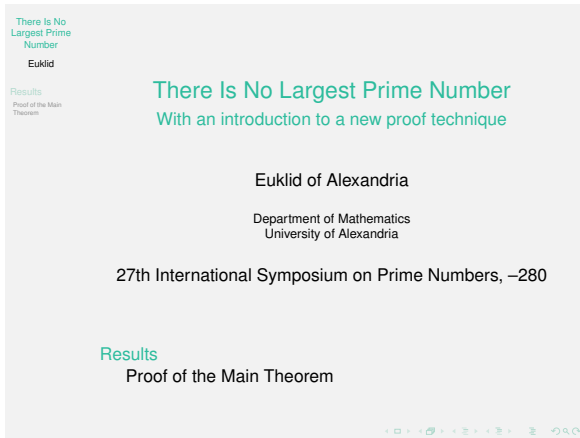 There Is No
Largest Prime
Number
Euklid
Results
Proof of the Main
Theorem
There Is No Largest Prime Number
With an introduction to a new proof technique
Euklid of Alexandria
Department of Mathematics
University of Alexandria
27th International Symposium on Prime Numbers, –280
Results
Proof of the Main Theorem